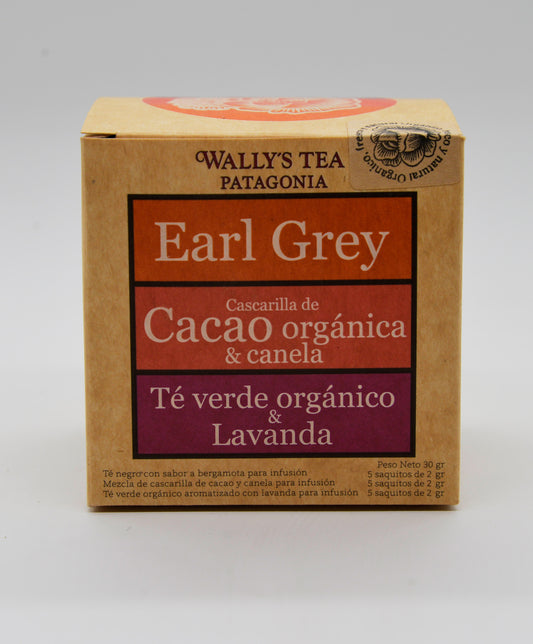 WALLY'S TEA
PATAGONIA
Earl Grey
Cascarilla de
Cacao orgánica
& canela
Té verde orgánico
&
Lavanda
Peso Neto 30 gr
Té negro con sabor a bergamota para infusión 5 saquitos de 2 gr
Mezcla de cascarilla de cacao y canela para infusión 5 saquitos de 2 gr
Té verde orgánico aromatizado con lavanda para infusión 5 saquitos de 2 gr
y natural Orgánico,